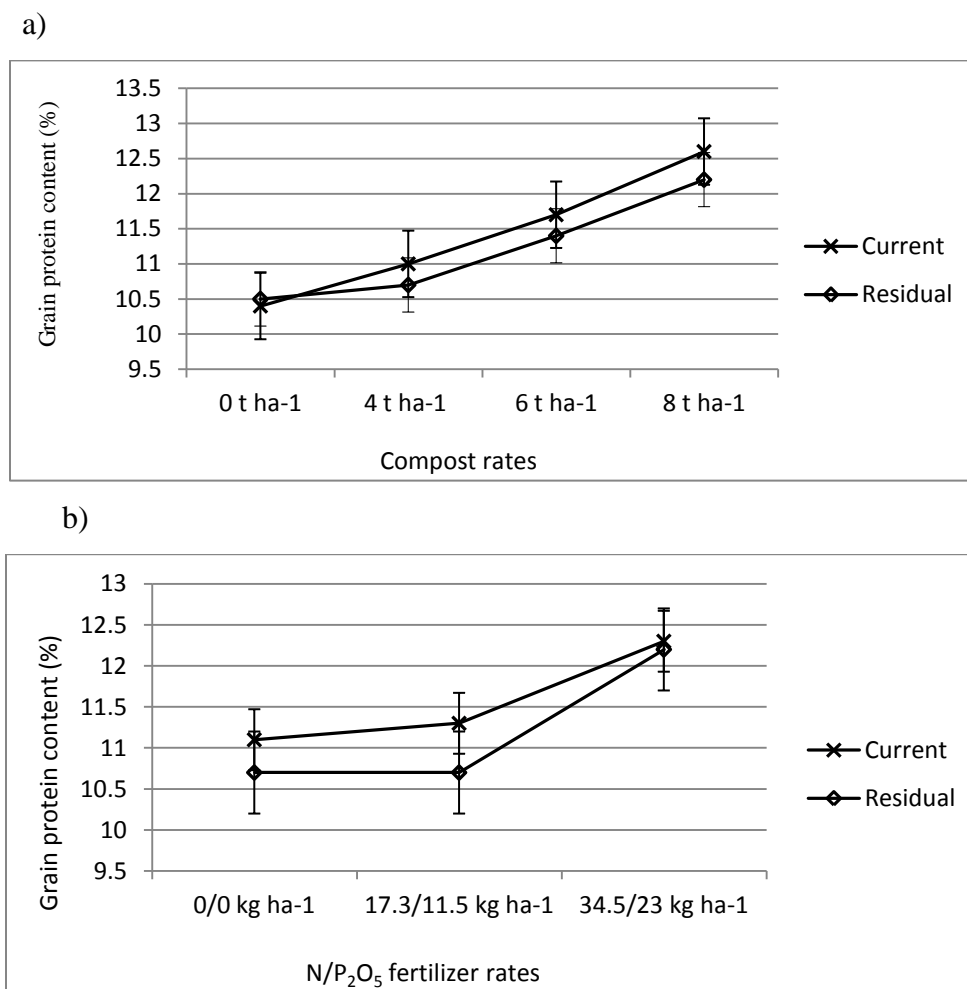 a)
Grain protein content (%)
13.5
13
12.5
12
11.5
11
10.5
10
9.5
0 t ha-1 4 t ha-1 6 t ha-1 8 t ha-1
Compost rates
Current
Residual
b)
Grain protein content (%)
13
12.5
12
11.5
11
10.5
10
9.5
0/0 kg ha-1 17.3/11.5 kg ha-1 34.5/23 kg ha-1
N/P₂O₅ fertilizer rates
Current
Residual